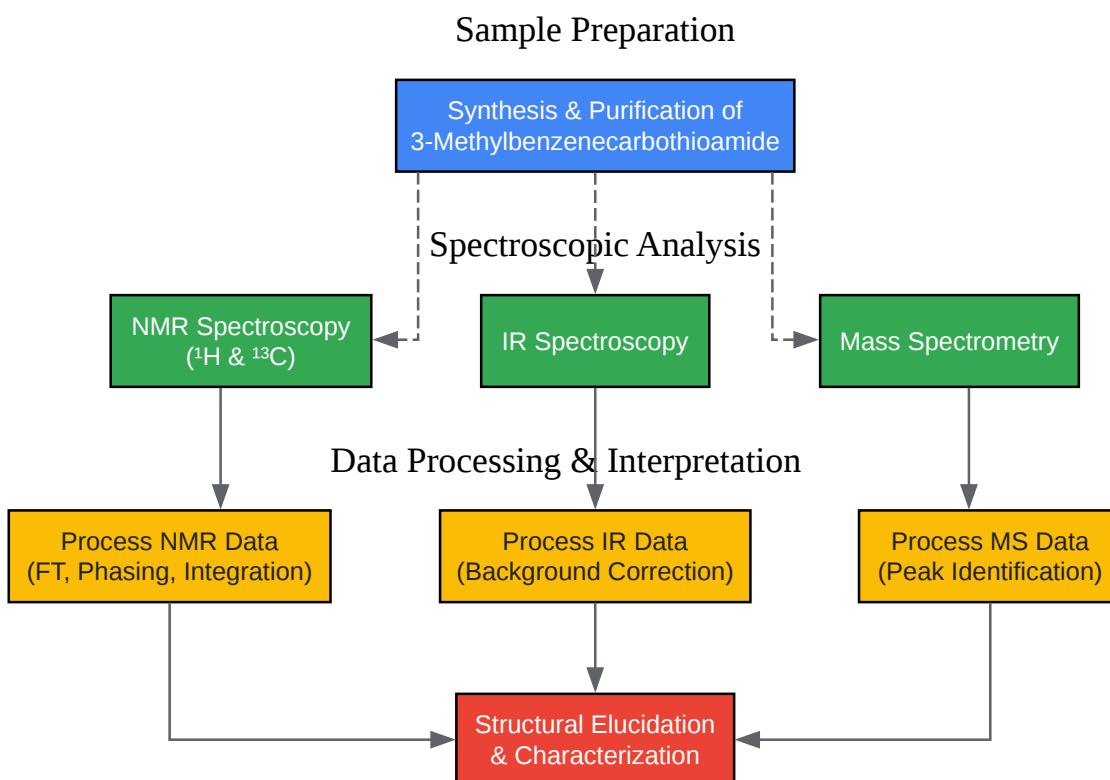 Sample Preparation
Synthesis & Purification of
3-Methylbenzenecarbothioamide
Spectroscopic Analysis
NMR Spectroscopy
(¹H & ¹³C)
IR Spectroscopy
Mass Spectrometry
Data Processing & Interpretation
Process NMR Data
(FT, Phasing, Integration)
Process IR Data
(Background Correction)
Process MS Data
(Peak Identification)
Structural Elucidation
& Characterization